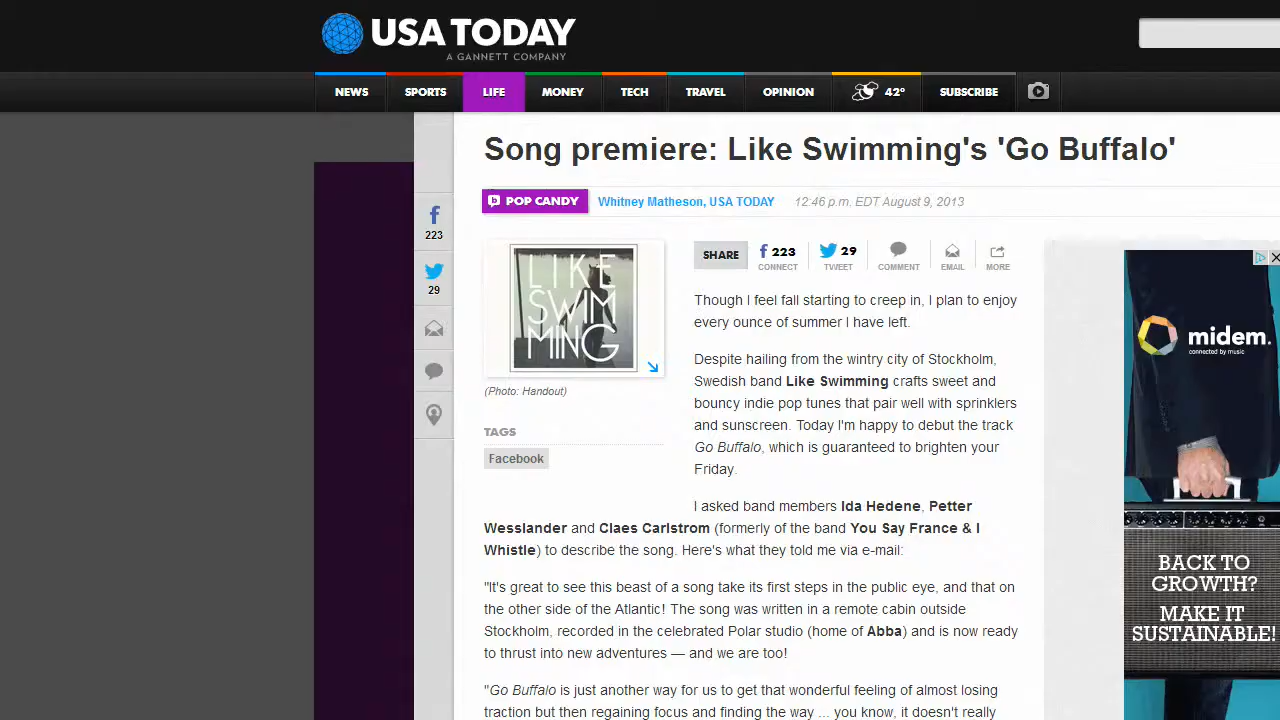 USA TODAY
A GANNETT COMPANY
NEWS SPORTS LIFE MONEY TECH TRAVEL OPINION 42° SUBSCRIBE
Song premiere: Like Swimming's 'Go Buffalo'
POP CANDY Whitney Matheson, USA TODAY 12:46 p.m. EDT August 9, 2013
223
29
LIKE
SWIM
MING
(Photo: Handout)
TAGS
Facebook
SHARE 223 CONNECT 29 TWEET COMMENT EMAIL MORE
Though I feel fall starting to creep in, I plan to enjoy
every ounce of summer I have left.
Despite hailing from the wintry city of Stockholm,
Swedish band Like Swimming crafts sweet and
bouncy indie pop tunes that pair well with sprinklers
and sunscreen. Today I'm happy to debut the track
Go Buffalo, which is guaranteed to brighten your
Friday.
I asked band members Ida Hedene, Petter
Wesslander and Claes Carlstrom (formerly of the band You Say France & I
Whistle) to describe the song. Here's what they told me via e-mail:
"It's great to see this beast of a song take its first steps in the public eye, and that on
the other side of the Atlantic! The song was written in a remote cabin outside
Stockholm, recorded in the celebrated Polar studio (home of Abba) and is now ready
to thrust into new adventures — and we are too!
"Go Buffalo is just another way for us to get that wonderful feeling of almost losing
traction but then regaining focus and finding the way ... you know, it doesn't really
midem.
connected by music
BACK TO
GROWTH?
MAKE IT
SUSTAINABLE!